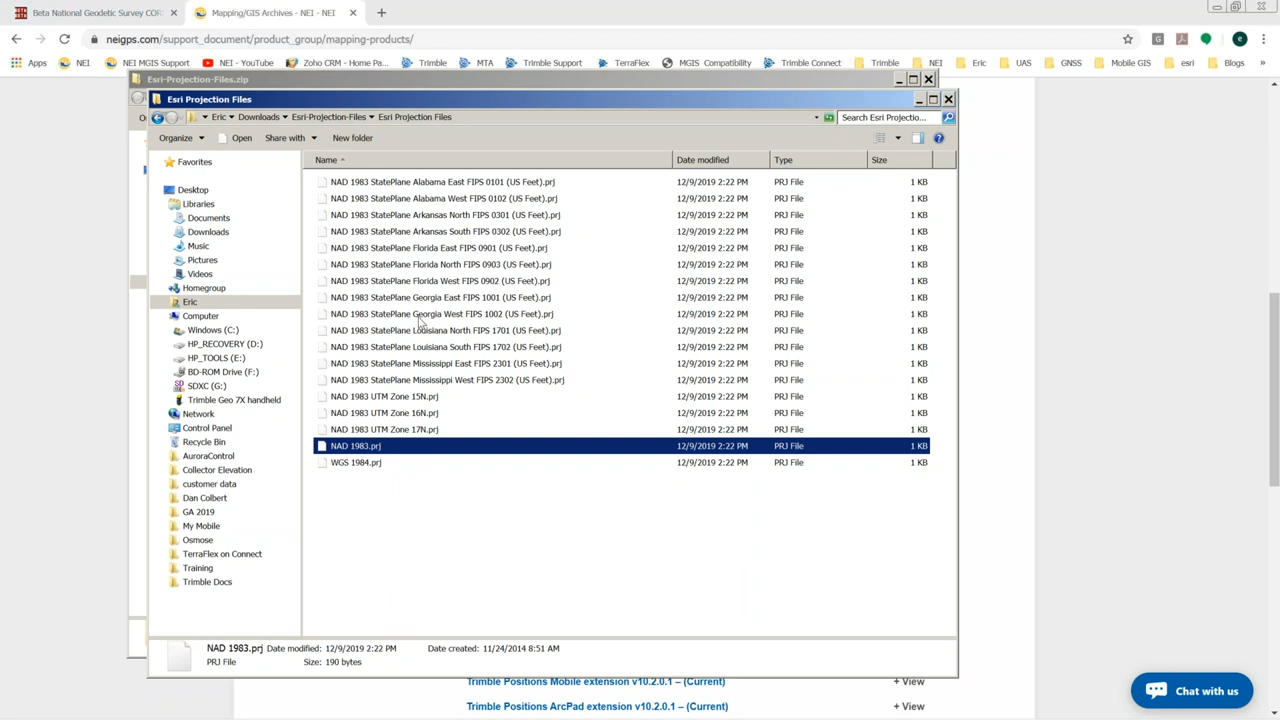 Beta National Geodetic Survey COR
Mapping/GIS Archives - NEI - NEI
neigps.com/support_document/product_group/mapping-products/
Apps NEI NEI MGIS Support NEI - YouTube Zoho CRM - Home Pa... Trimble MTA Trimble Support TerraFlex MGIS Compatibility Trimble Connect Trimble NEI Eric UAS GNSS Mobile GIS esri Blogs
Esri-Projection-Files.zip
Esri Projection Files
Eric Downloads Esri-Projection-Files Esri Projection Files
Search Esri Projectio...
Organize Open Share with New folder
Name Date modified Type Size
Favorites
Desktop
Libraries
Documents
Downloads
Music
Pictures
Videos
Homegroup
Eric
Computer
Windows (C:)
HP_RECOVERY (D:)
HP_TOOLS (E:)
BD-ROM Drive (F:)
SDXC (G:)
Trimble Geo 7X handheld
Network
Control Panel
Recycle Bin
AuroraControl
Collector Elevation
customer data
Dan Colbert
GA 2019
My Mobile
Osmose
TerraFlex on Connect
Training
Trimble Docs
NAD 1983 StatePlane Alabama East FIPS 0101 (US Feet).prj 12/9/2019 2:22 PM PRJ File 1 KB
NAD 1983 StatePlane Alabama West FIPS 0102 (US Feet).prj 12/9/2019 2:22 PM PRJ File 1 KB
NAD 1983 StatePlane Arkansas North FIPS 0301 (US Feet).prj 12/9/2019 2:22 PM PRJ File 1 KB
NAD 1983 StatePlane Arkansas South FIPS 0302 (US Feet).prj 12/9/2019 2:22 PM PRJ File 1 KB
NAD 1983 StatePlane Florida East FIPS 0901 (US Feet).prj 12/9/2019 2:22 PM PRJ File 1 KB
NAD 1983 StatePlane Florida North FIPS 0903 (US Feet).prj 12/9/2019 2:22 PM PRJ File 1 KB
NAD 1983 StatePlane Florida West FIPS 0902 (US Feet).prj 12/9/2019 2:22 PM PRJ File 1 KB
NAD 1983 StatePlane Georgia East FIPS 1001 (US Feet).prj 12/9/2019 2:22 PM PRJ File 1 KB
NAD 1983 StatePlane Georgia West FIPS 1002 (US Feet).prj 12/9/2019 2:22 PM PRJ File 1 KB
NAD 1983 StatePlane Louisiana North FIPS 1701 (US Feet).prj 12/9/2019 2:22 PM PRJ File 1 KB
NAD 1983 StatePlane Louisiana South FIPS 1702 (US Feet).prj 12/9/2019 2:22 PM PRJ File 1 KB
NAD 1983 StatePlane Mississippi East FIPS 2301 (US Feet).prj 12/9/2019 2:22 PM PRJ File 1 KB
NAD 1983 StatePlane Mississippi West FIPS 2302 (US Feet).prj 12/9/2019 2:22 PM PRJ File 1 KB
NAD 1983 UTM Zone 15N.prj 12/9/2019 2:22 PM PRJ File 1 KB
NAD 1983 UTM Zone 16N.prj 12/9/2019 2:22 PM PRJ File 1 KB
NAD 1983 UTM Zone 17N.prj 12/9/2019 2:22 PM PRJ File 1 KB
NAD 1983.prj 12/9/2019 2:22 PM PRJ File 1 KB
WGS 1984.prj 12/9/2019 2:22 PM PRJ File 1 KB
NAD 1983.prj Date modified: 12/9/2019 2:22 PM Date created: 11/24/2014 8:51 AM
PRJ File Size: 190 bytes
Trimble Positions Mobile extension v10.2.0.1 – (Current) + View
Trimble Positions ArcPad extension v10.2.0.1 – (Current) + View
Chat with us